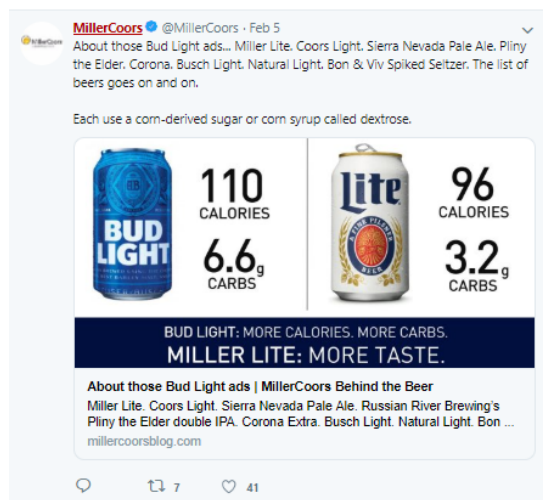 MillerCoors @MillerCoors · Feb 5
About those Bud Light ads... Miller Lite. Coors Light. Sierra Nevada Pale Ale. Pliny
the Elder. Corona. Busch Light. Natural Light. Bon & Viv Spiked Seltzer. The list of
beers goes on and on.
Each use a corn-derived sugar or corn syrup called dextrose.
BUD
LIGHT
110
CALORIES
6.6g
CARBS
Lite
A FINE PILSNER
BEER
96
CALORIES
3.2g
CARBS
BUD LIGHT: MORE CALORIES. MORE CARBS.
MILLER LITE: MORE TASTE.
About those Bud Light ads | MillerCoors Behind the Beer
Miller Lite. Coors Light. Sierra Nevada Pale Ale. Russian River Brewing's
Pliny the Elder double IPA. Corona Extra. Busch Light. Natural Light. Bon ...
millercoorsblog.com
7
41